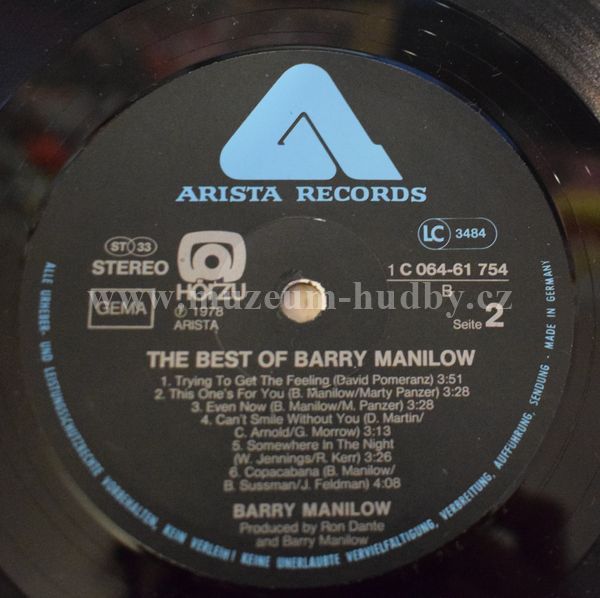 ARISTA RECORDS
ST 33
STEREO
GEMA
HÖRZU
℗ 1978
ARISTA
LC 3484
1 C 064-61 754
B
Seite 2
www.muzeum-hudby.cz
THE BEST OF BARRY MANILOW
1. Trying To Get The Feeling (David Pomeranz) 3:51
2. This One's For You (B. Manilow/Marty Panzer) 3:28
3. Even Now (B. Manilow/M. Panzer) 3:28
4. Can't Smile Without You (D. Martin/
C. Arnold/G. Morrow) 3:13
5. Somewhere In The Night
(W. Jennings/R. Kerr) 3:26
6. Copacabana (B. Manilow/
B. Sussman/J. Feldman) 4:08
BARRY MANILOW
Produced by Ron Dante
and Barry Manilow
ALLE URHEBER- UND LEISTUNGSSCHUTZRECHTE VORBEHALTEN, KEIN VERLEIH! KEINE UNERLAUBTE VERVIELFÄLTIGUNG, VERBREITUNG, AUFFÜHRUNG, SENDUNG · MADE IN GERMANY